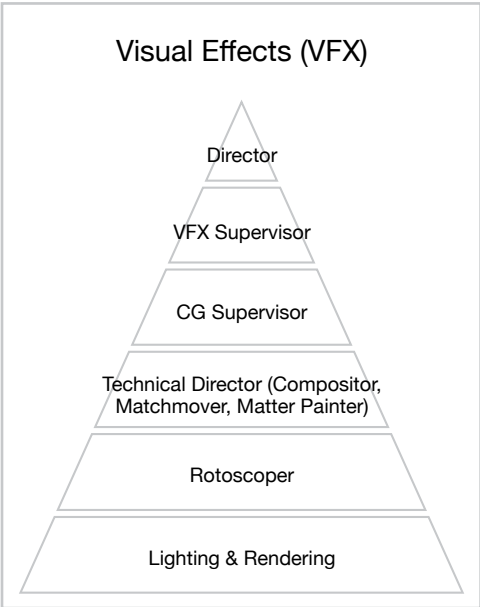 Visual Effects (VFX)
Director
VFX Supervisor
CG Supervisor
Technical Director (Compositor,
Matchmover, Matter Painter)
Rotoscoper
Lighting & Rendering